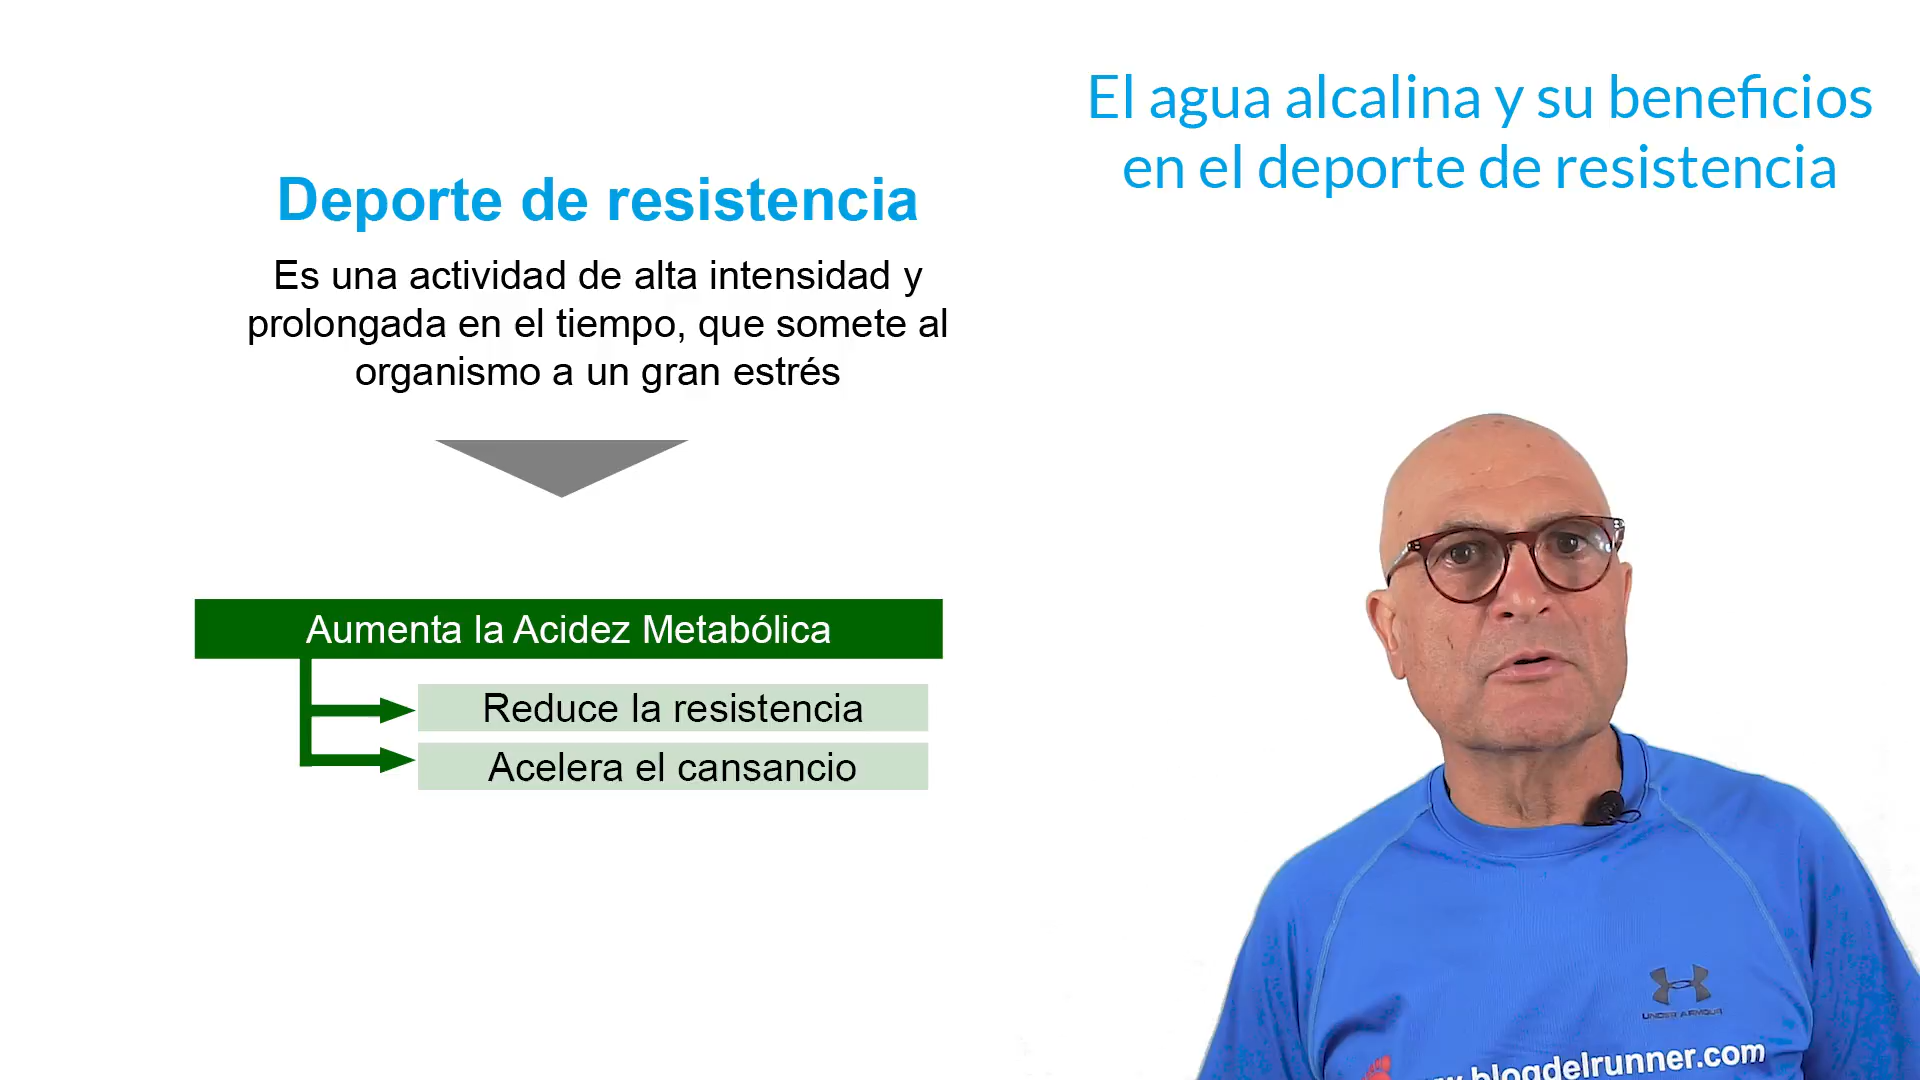 El agua alcalina y su beneficios
en el deporte de resistencia
Deporte de resistencia
Es una actividad de alta intensidad y
prolongada en el tiempo, que somete al
organismo a un gran estrés
Aumenta la Acidez Metabólica
Reduce la resistencia
Acelera el cansancio
UNDER ARMOUR
blogdelrunner.com